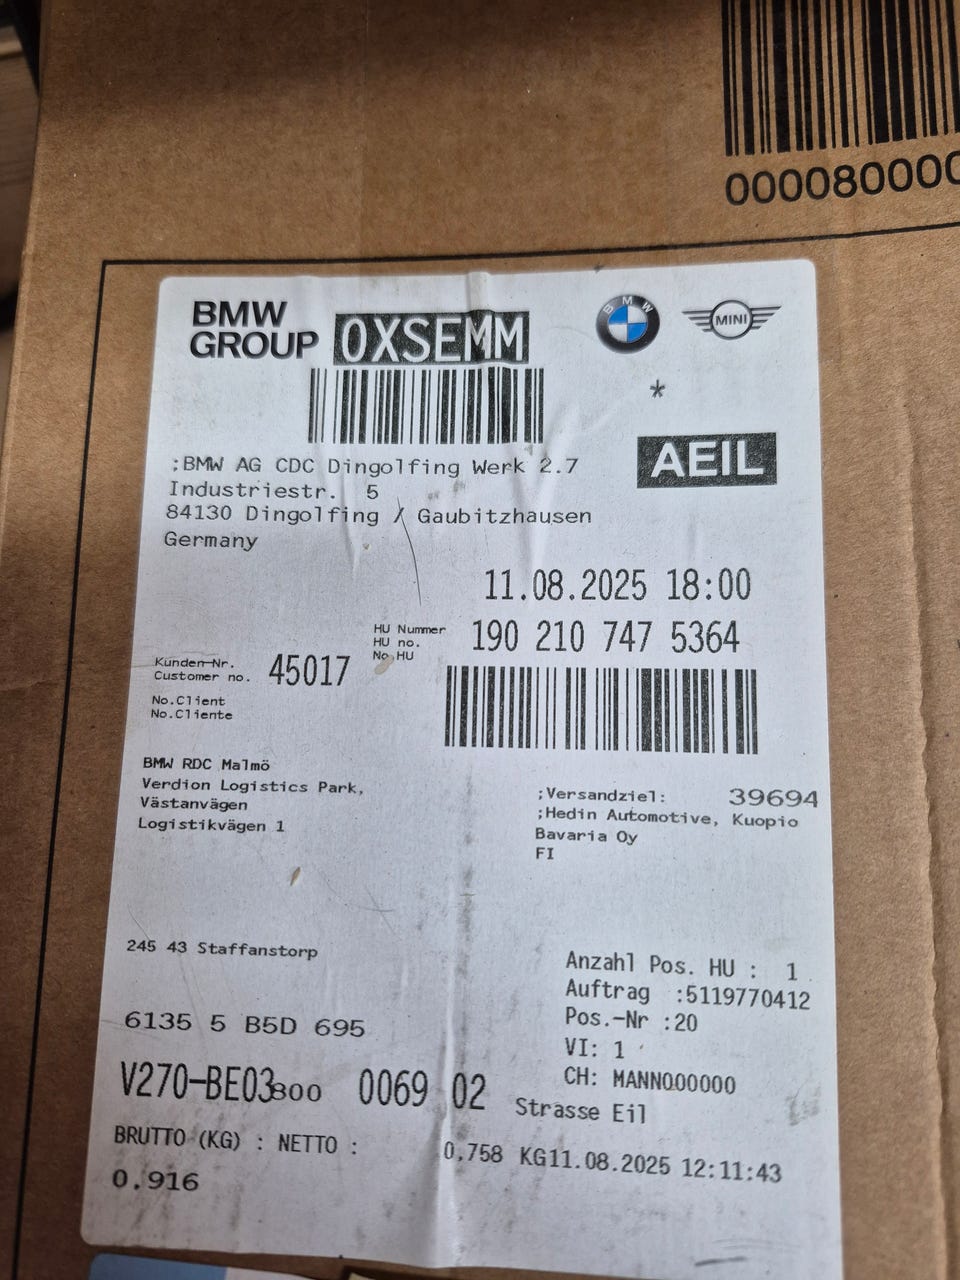 000080000
BMW
GROUP
0XSEMM
BMW
MINI
*
AEIL
;BMW AG CDC Dingolfing Werk 2.7
Industriestr. 5
84130 Dingolfing / Gaubitzhausen
Germany
11.08.2025 18:00
HU Nummer
HU no.
No HU
190 210 747 5364
Kunden-Nr.
Customer no.
45017
No.Client
No.Cliente
BMW RDC Malmö
Verdion Logistics Park,
Västanvägen
Logistikvägen 1
;Versandziel: 39694
;Hedin Automotive, Kuopio
Bavaria Oy
FI
245 43 Staffanstorp
Anzahl Pos. HU : 1
Auftrag :5119770412
Pos.-Nr :20
VI: 1
CH: MANN000000
6135 5 B5D 695
V270-BE03800 0069 02
Strasse Eil
BRUTTO (KG) : NETTO : 0,758 KG11.08.2025 12:11:43
0.916